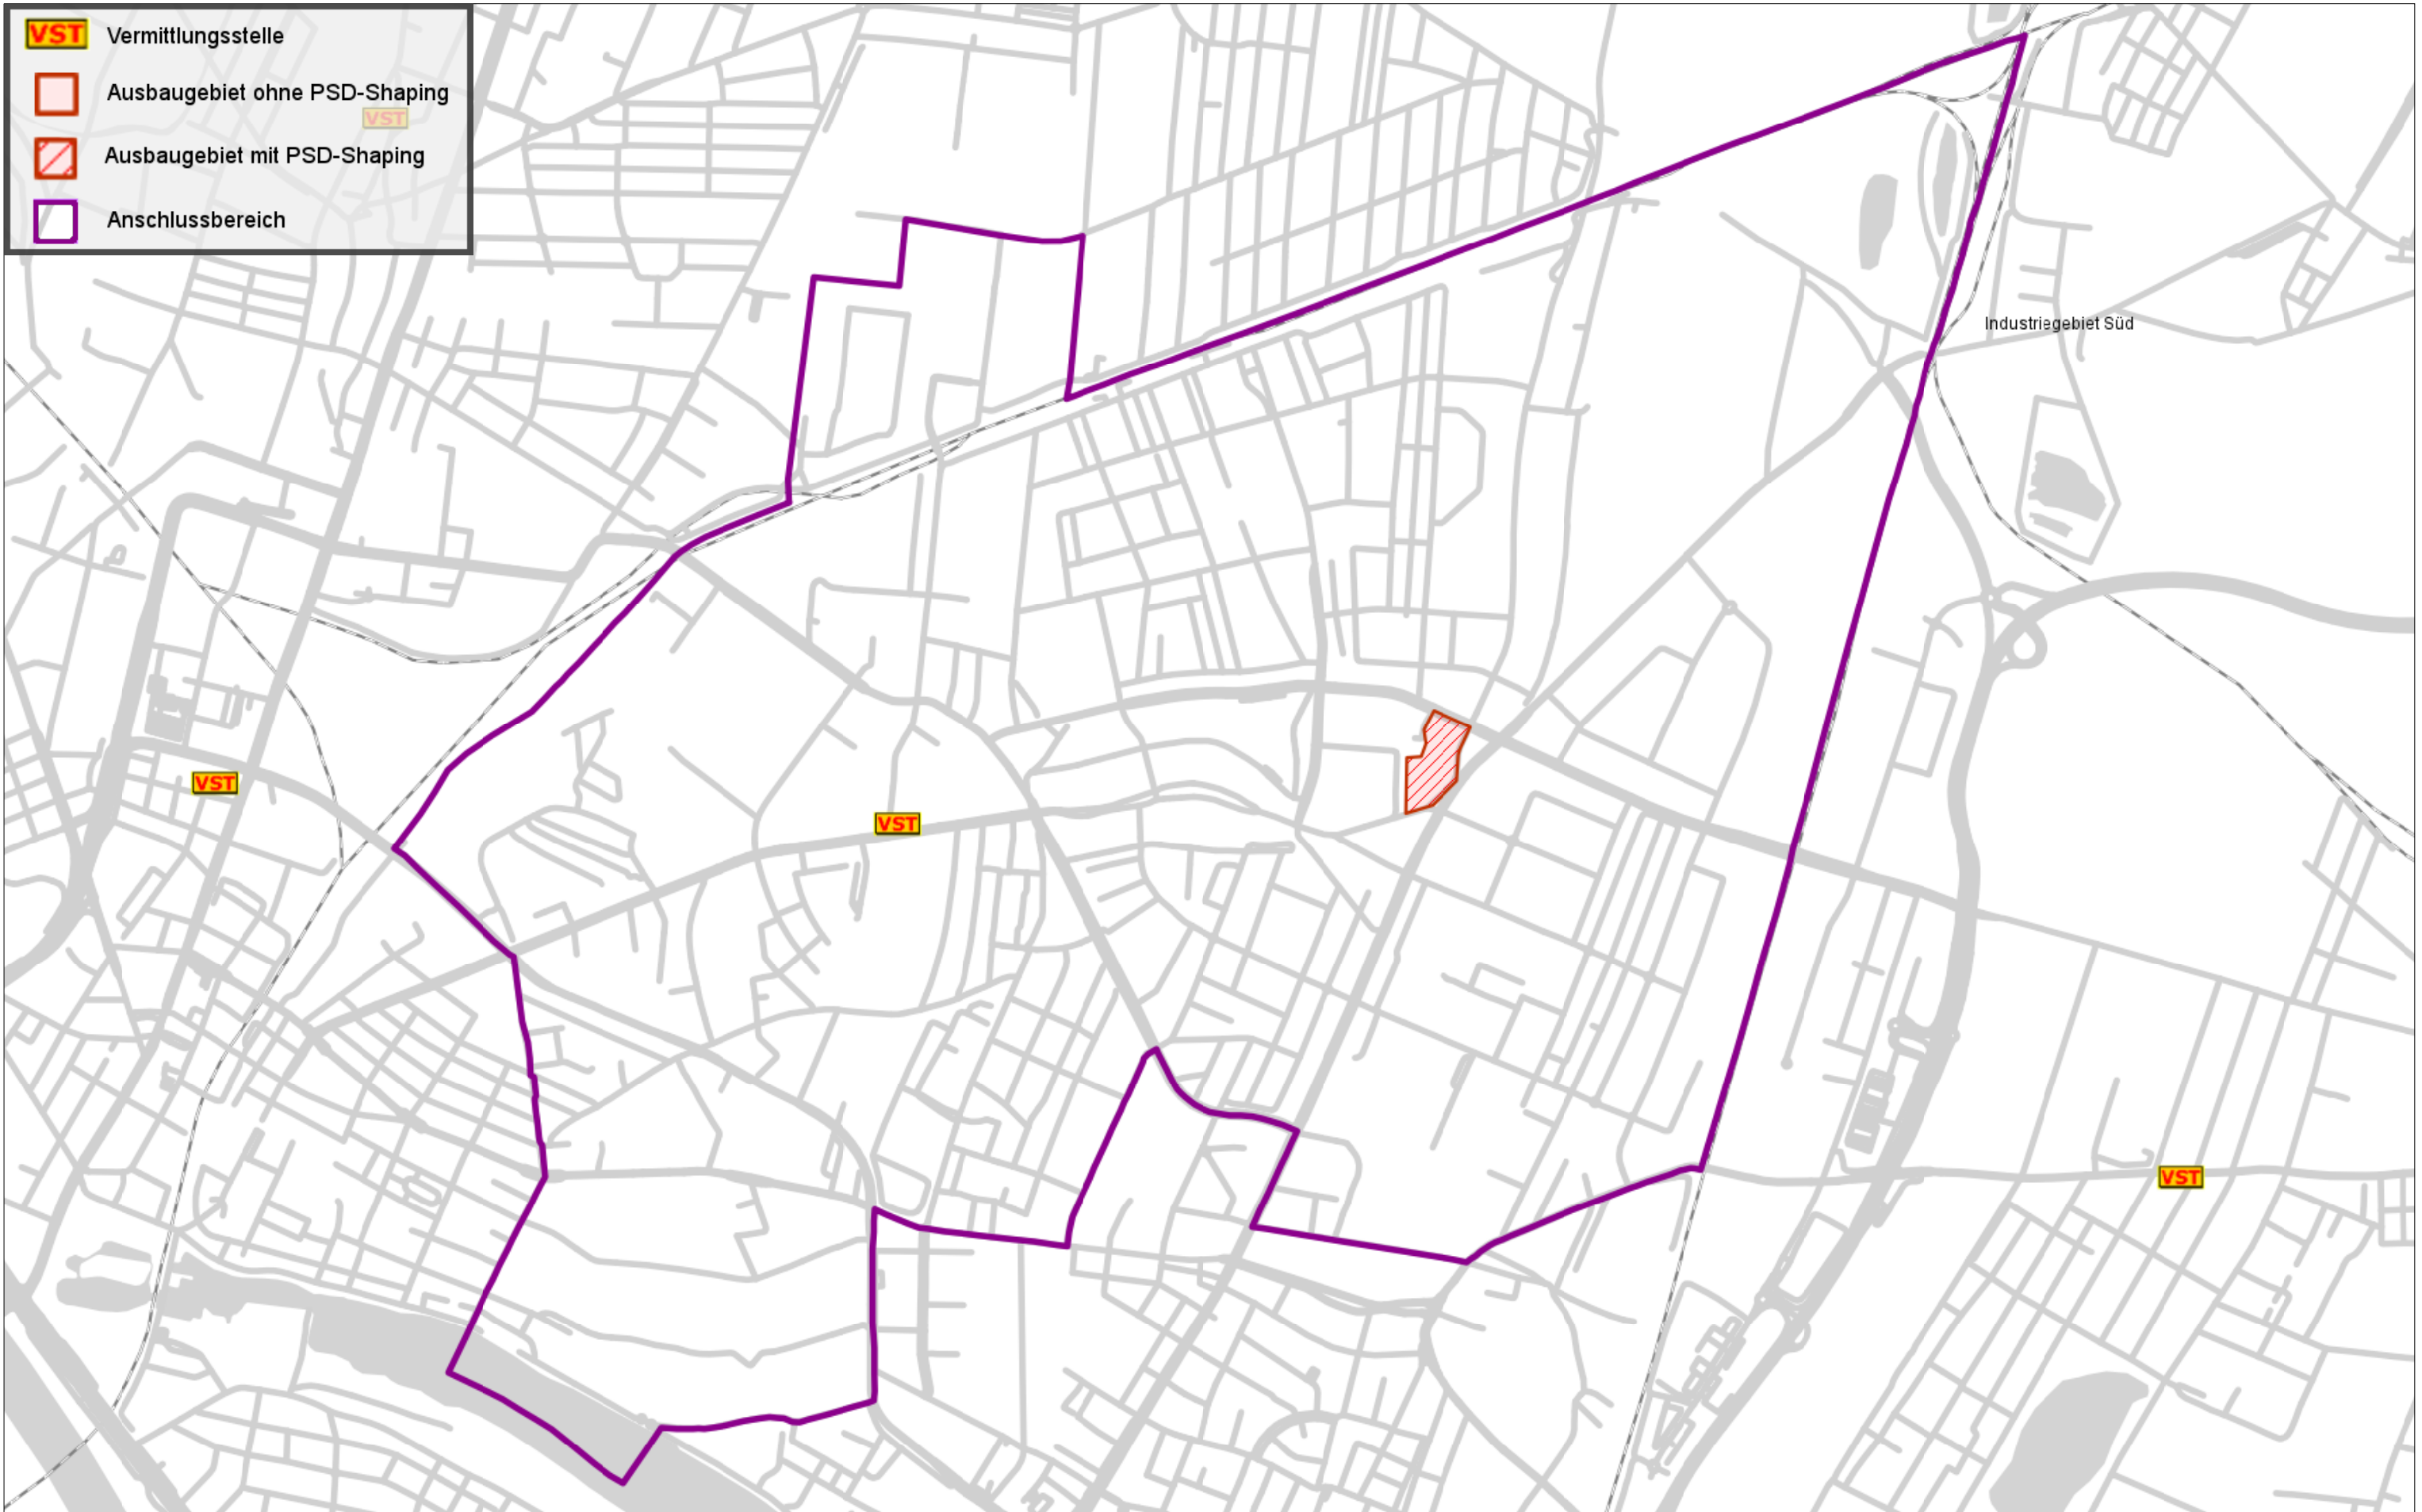 VST Vermittlungsstelle
Ausbaugebiet ohne PSD-Shaping
VST
Ausbaugebiet mit PSD-Shaping
Anschlussbereich
Industriegebiet Süd
VST
VST
VST